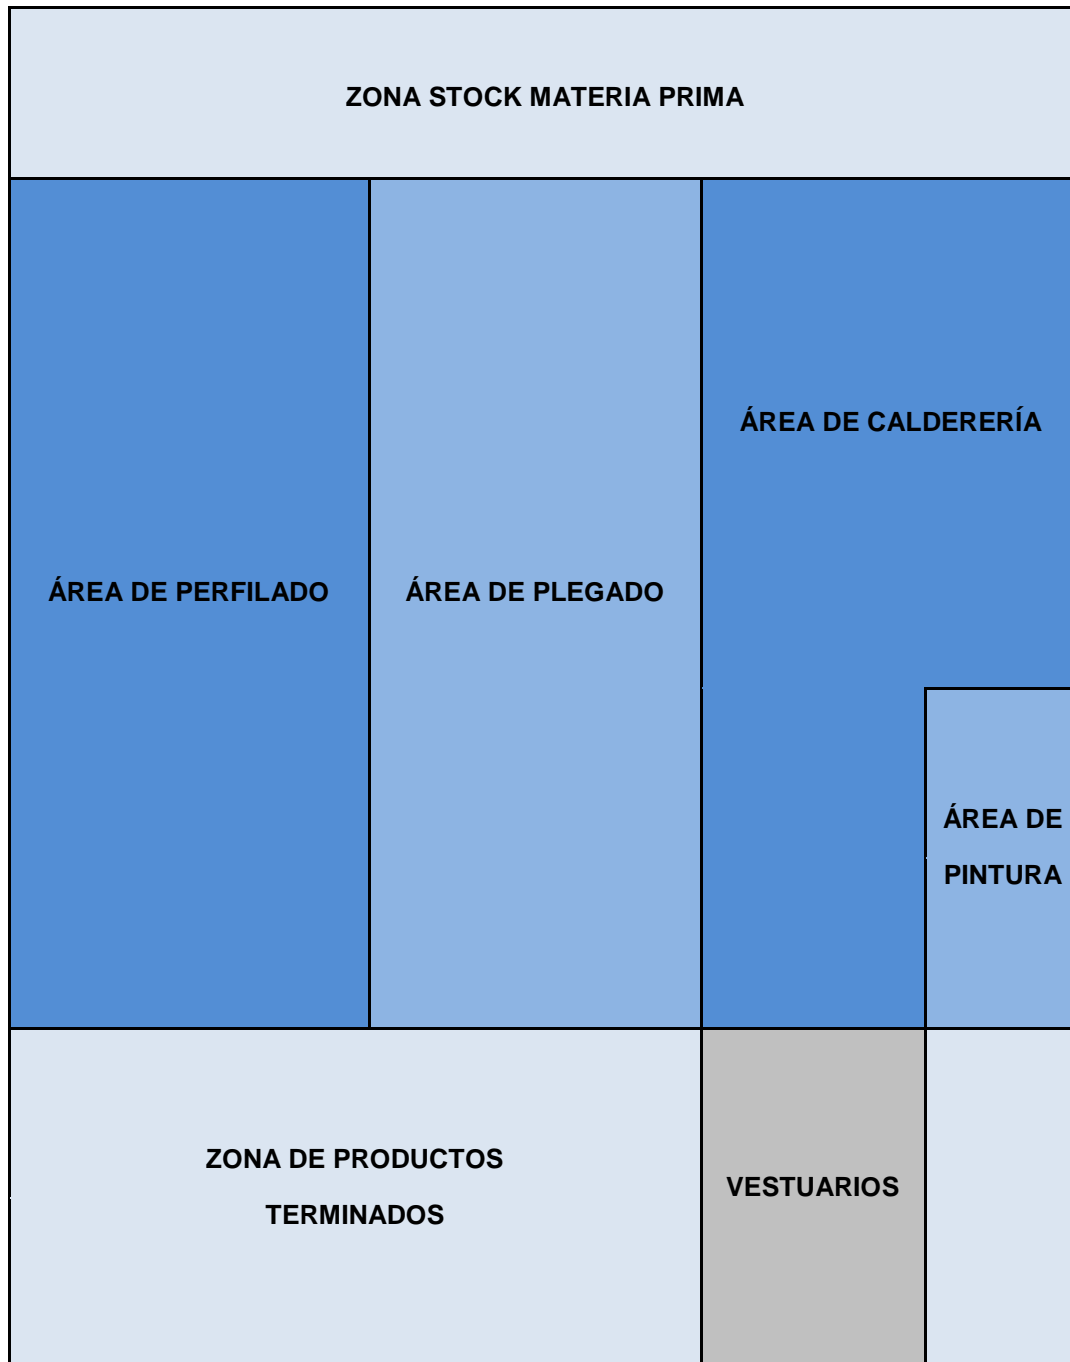 ZONA STOCK MATERIA PRIMA
ÁREA DE CALDERERÍA
ÁREA DE PERFILADO
ÁREA DE PLEGADO
ÁREA DE
PINTURA
ZONA DE PRODUCTOS
TERMINADOS
VESTUARIOS